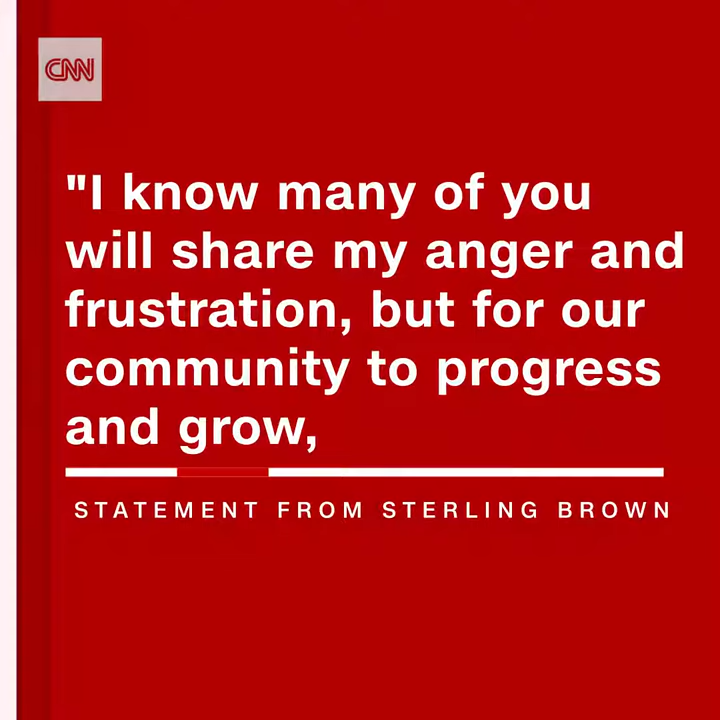 CNN
"I know many of you
will share my anger and
frustration, but for our
community to progress
and grow,
STATEMENT FROM STERLING BROWN